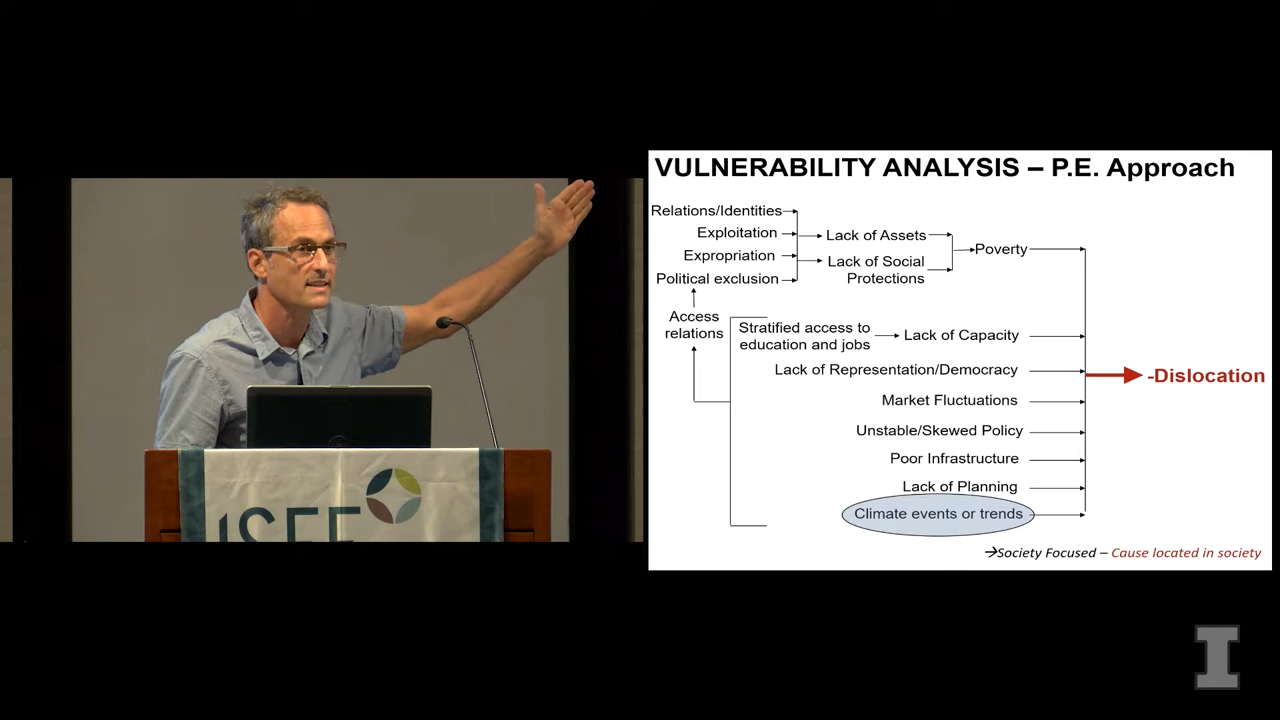 VULNERABILITY ANALYSIS – P.E. Approach
Relations/Identities
Exploitation
Expropriation
Political exclusion
Lack of Assets
Lack of Social
Protections
Poverty
Access
relations
Stratified access to
education and jobs
Lack of Capacity
Lack of Representation/Democracy
Market Fluctuations
Unstable/Skewed Policy
Poor Infrastructure
Lack of Planning
Climate events or trends
-Dislocation
→Society Focused – Cause located in society
ISEE
I